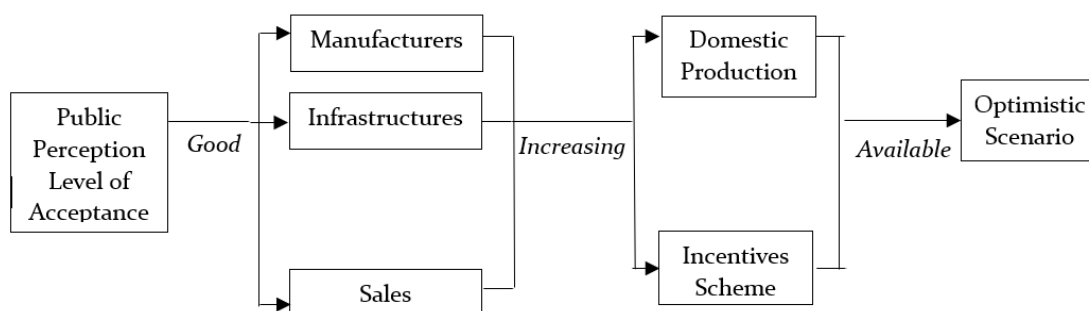 Public
Perception
Level of
Acceptance
Good
Manufacturers
Infrastructures
Sales
Increasing
Domestic
Production
Incentives
Scheme
Available
Optimistic
Scenario